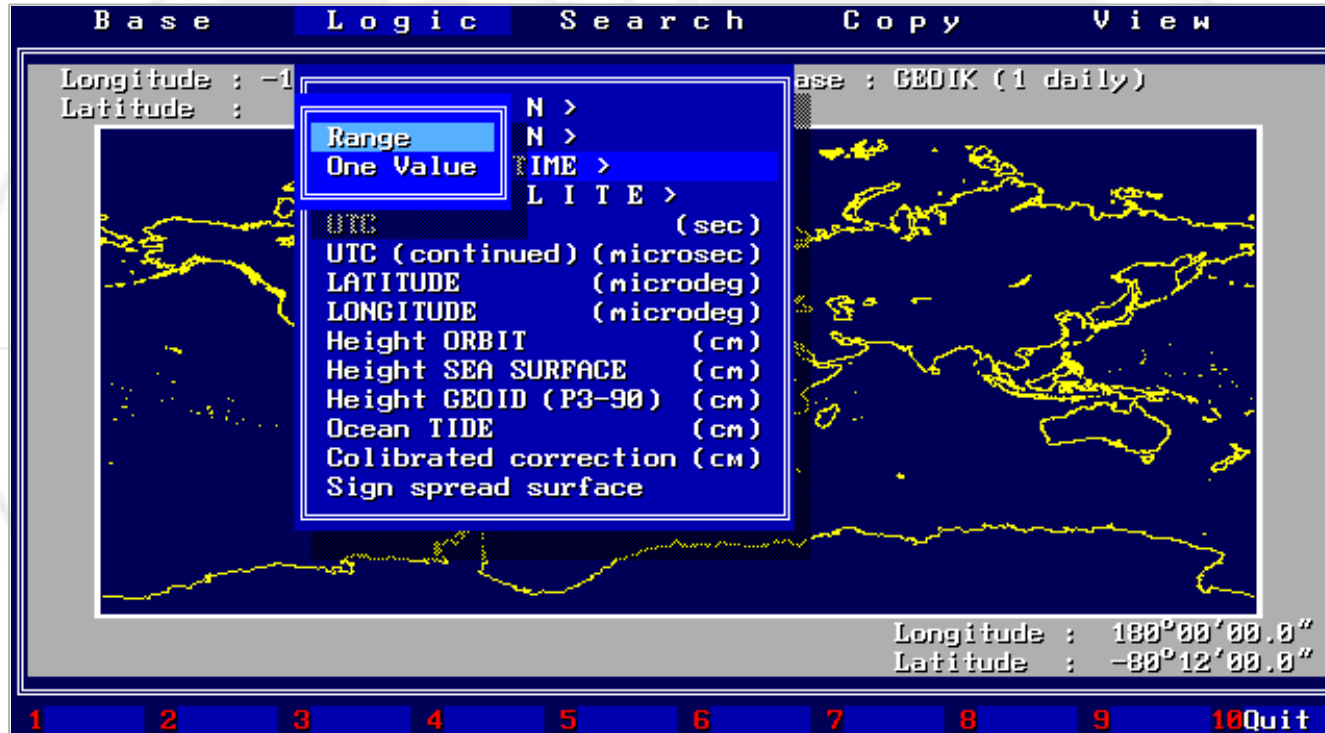 Base Logic Search Copy View
Longitude : -1
ase : GEOIK (1 daily)
Latitude :
N >
Range
N >
One Value
TIME >
L I T E >
UTC (sec)
UTC (continued) (microsec)
LATITUDE (microdeg)
LONGITUDE (microdeg)
Height ORBIT (cm)
Height SEA SURFACE (cm)
Height GEOID (P3-90) (cm)
Ocean TIDE (cm)
Colibrated correction (см)
Sign spread surface
Longitude : 180°00'00.0"
Latitude : -80°12'00.0"
1 2 3 4 5 6 7 8 9 10Quit